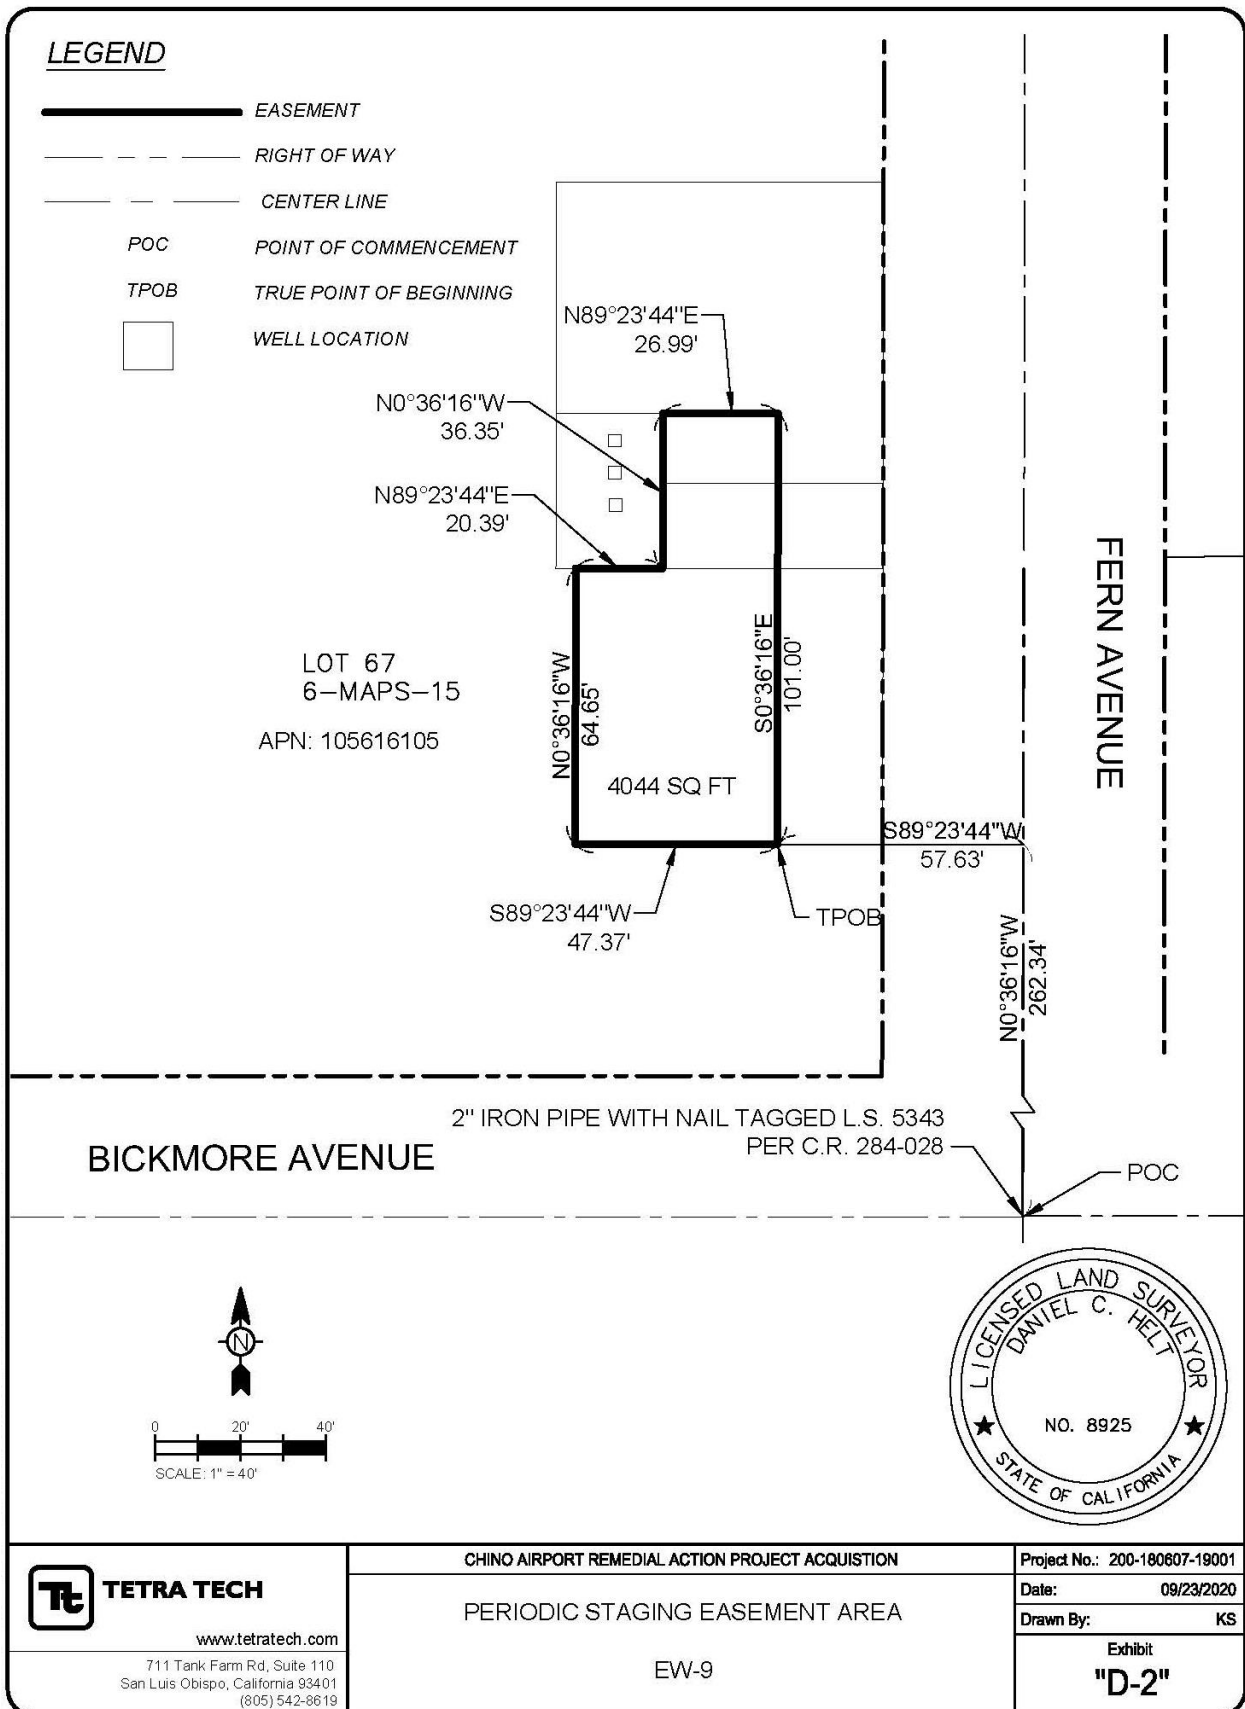 LEGEND
EASEMENT
RIGHT OF WAY
CENTER LINE
POC POINT OF COMMENCEMENT
TPOB TRUE POINT OF BEGINNING
WELL LOCATION
N89°23'44"E
26.99'
N0°36'16"W
36.35'
N89°23'44"E
20.39'
LOT 67
6-MAPS-15
APN: 105616105
N0°36'16"W
64.65'
S0°36'16"E
101.00'
4044 SQ FT
FERN AVENUE
S89°23'44"W
57.63'
S89°23'44"W
47.37'
TPOB
N0°36'16"W
262.34'
2" IRON PIPE WITH NAIL TAGGED L.S. 5343
PER C.R. 284-028
BICKMORE AVENUE
POC
N
0 20' 40'
SCALE: 1" = 40'
LICENSED LAND SURVEYOR
DANIEL C. HELT
NO. 8925
STATE OF CALIFORNIA
Tt TETRA TECH
www.tetratech.com
711 Tank Farm Rd, Suite 110
San Luis Obispo, California 93401
(805) 542-8619
CHINO AIRPORT REMEDIAL ACTION PROJECT ACQUISTION
PERIODIC STAGING EASEMENT AREA
EW-9
Project No.: 200-180607-19001
Date: 09/23/2020
Drawn By: KS
Exhibit
"D-2"